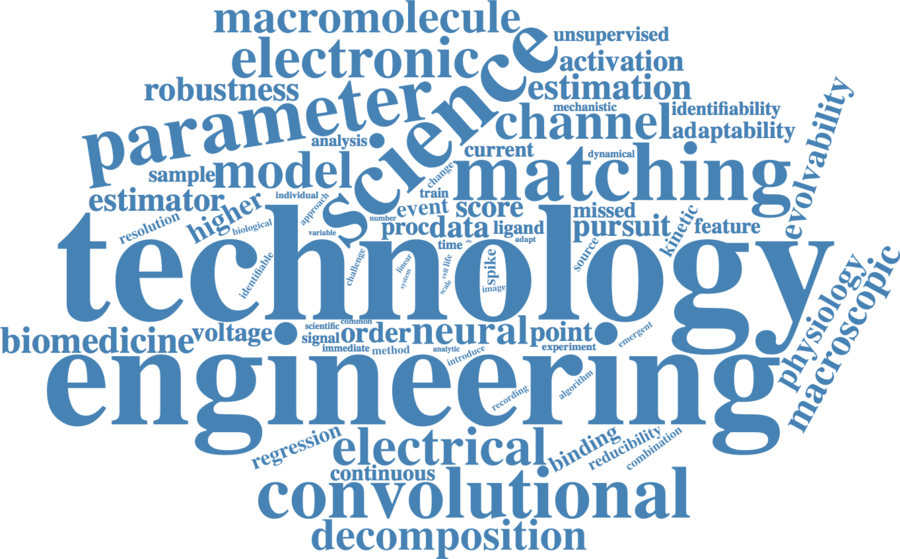 macromolecule
unsupervised
electronic
science
activation
robustness
estimation
parameter
mechanistic
identifiability
channel
adaptability
analysis
current
dynamical
evolvability
sample
model
matching
change
train
estimator
higher
individual
approach
event
score
missed
resolution
biological
number
variable
proc
data
ligand
pursuit
kinetic
feature
adapt
time
technology
identifiable
challenge
linear
system
cell life
scale
spike
image
source
physiology
macroscopic
biomedicine
voltage
scientific
common
signal
order
neural
point
emergent
immediate
method
analytic
introduce
experiment
engineering
recording
algorithm
regression
electrical
binding
reducibility
combination
continuous
convolutional
decomposition